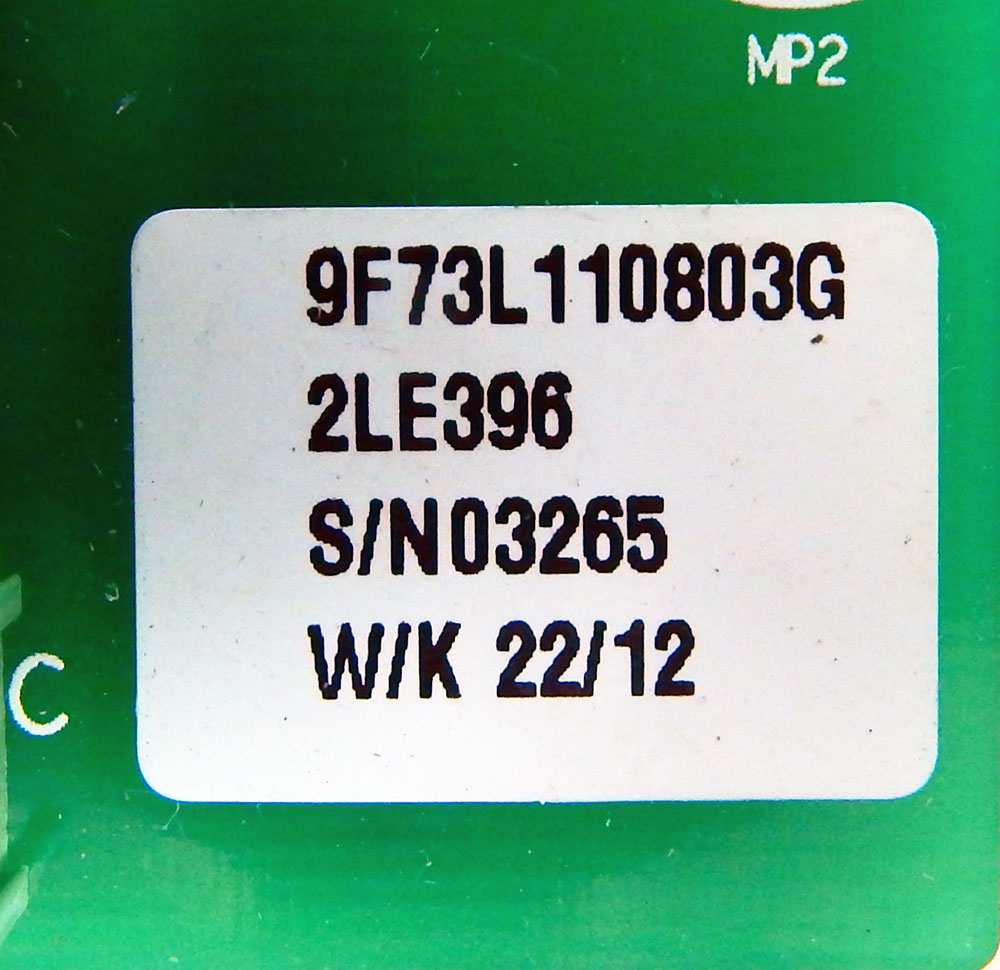 MP2
9F73L110803G
2LE396
S/N03265
W/K 22/12
C